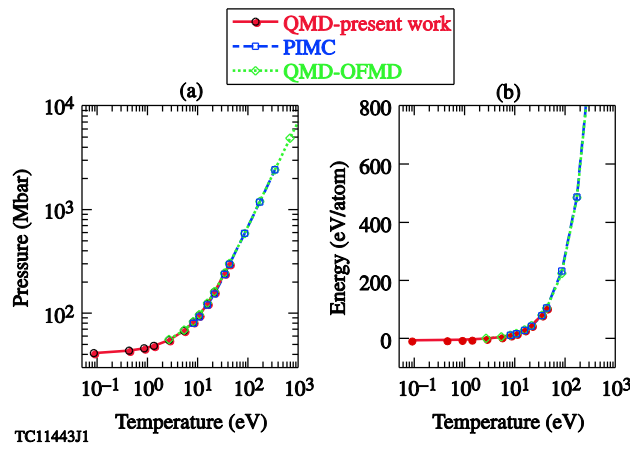 QMD-present work
PIMC
QMD-OFMD
(a)
(b)
10^4
10^3
10^2
Pressure (Mbar)
10^−1 10^0 10^1 10^2 10^3
Temperature (eV)
800
600
400
200
0
Energy (eV/atom)
10^−1 10^0 10^1 10^2 10^3
Temperature (eV)
TC11443J1